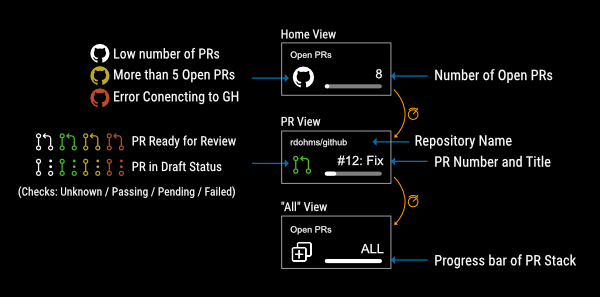 Home View
Low number of PRs
More than 5 Open PRs
Error Conencting to GH
Open PRs
8
Number of Open PRs
PR View
PR Ready for Review
PR in Draft Status
(Checks: Unknown / Passing / Pending / Failed)
rdohms/github
#12: Fix
Repository Name
PR Number and Title
"All" View
Open PRs
ALL
Progress bar of PR Stack